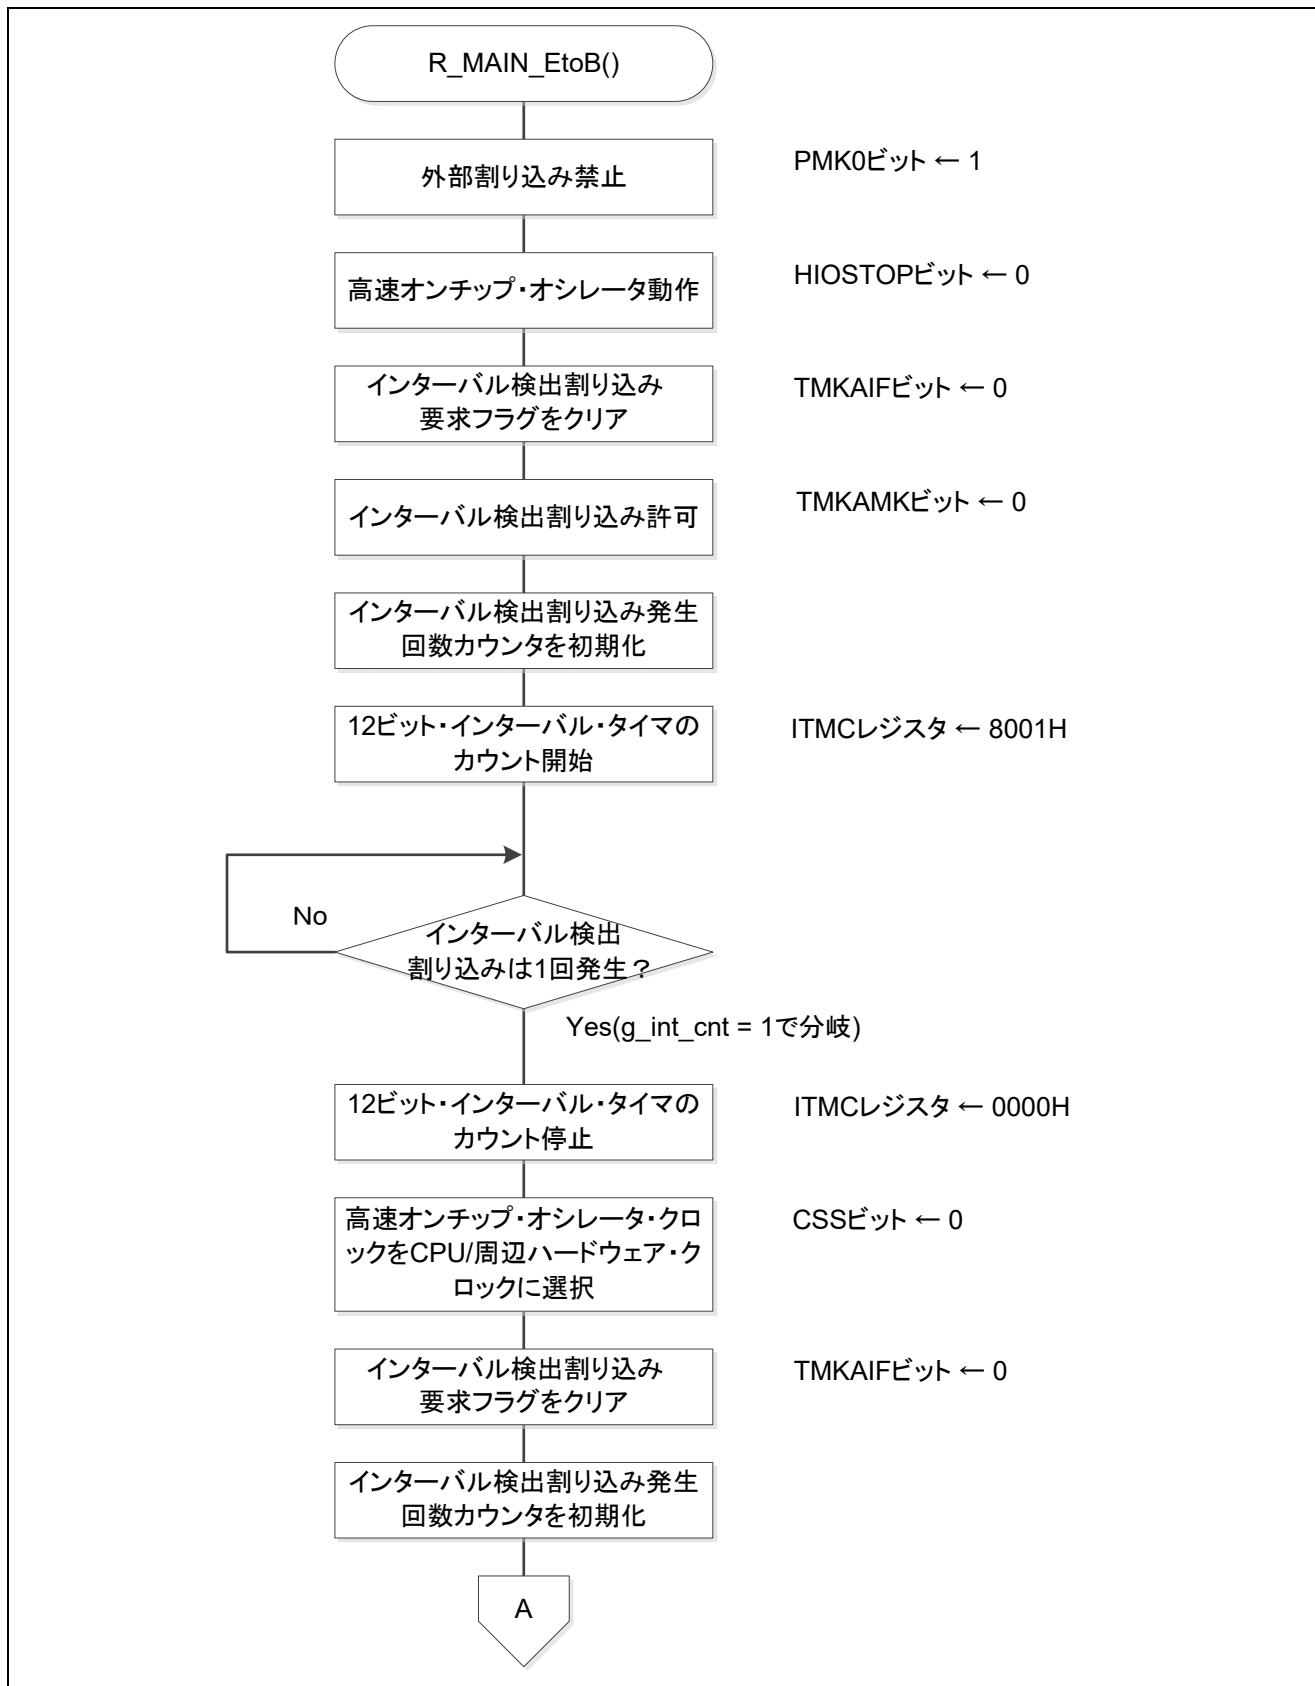 R_MAIN_EtoB()
外部割り込み禁止
PMK0ビット ← 1
高速オンチップ・オシレータ動作
HIOSTOPビット ← 0
インターバル検出割り込み
要求フラグをクリア
TMKAIFビット ← 0
インターバル検出割り込み許可
TMKAMKビット ← 0
インターバル検出割り込み発生
回数カウンタを初期化
12ビット・インターバル・タイマの
カウント開始
ITMCレジスタ ← 8001H
No
インターバル検出
割り込みは1回発生？
Yes(g_int_cnt = 1で分岐)
12ビット・インターバル・タイマの
カウント停止
ITMCレジスタ ← 0000H
高速オンチップ・オシレータ・クロ
ックをCPU/周辺ハードウェア・ク
ロックに選択
CSSビット ← 0
インターバル検出割り込み
要求フラグをクリア
TMKAIFビット ← 0
インターバル検出割り込み発生
回数カウンタを初期化
A